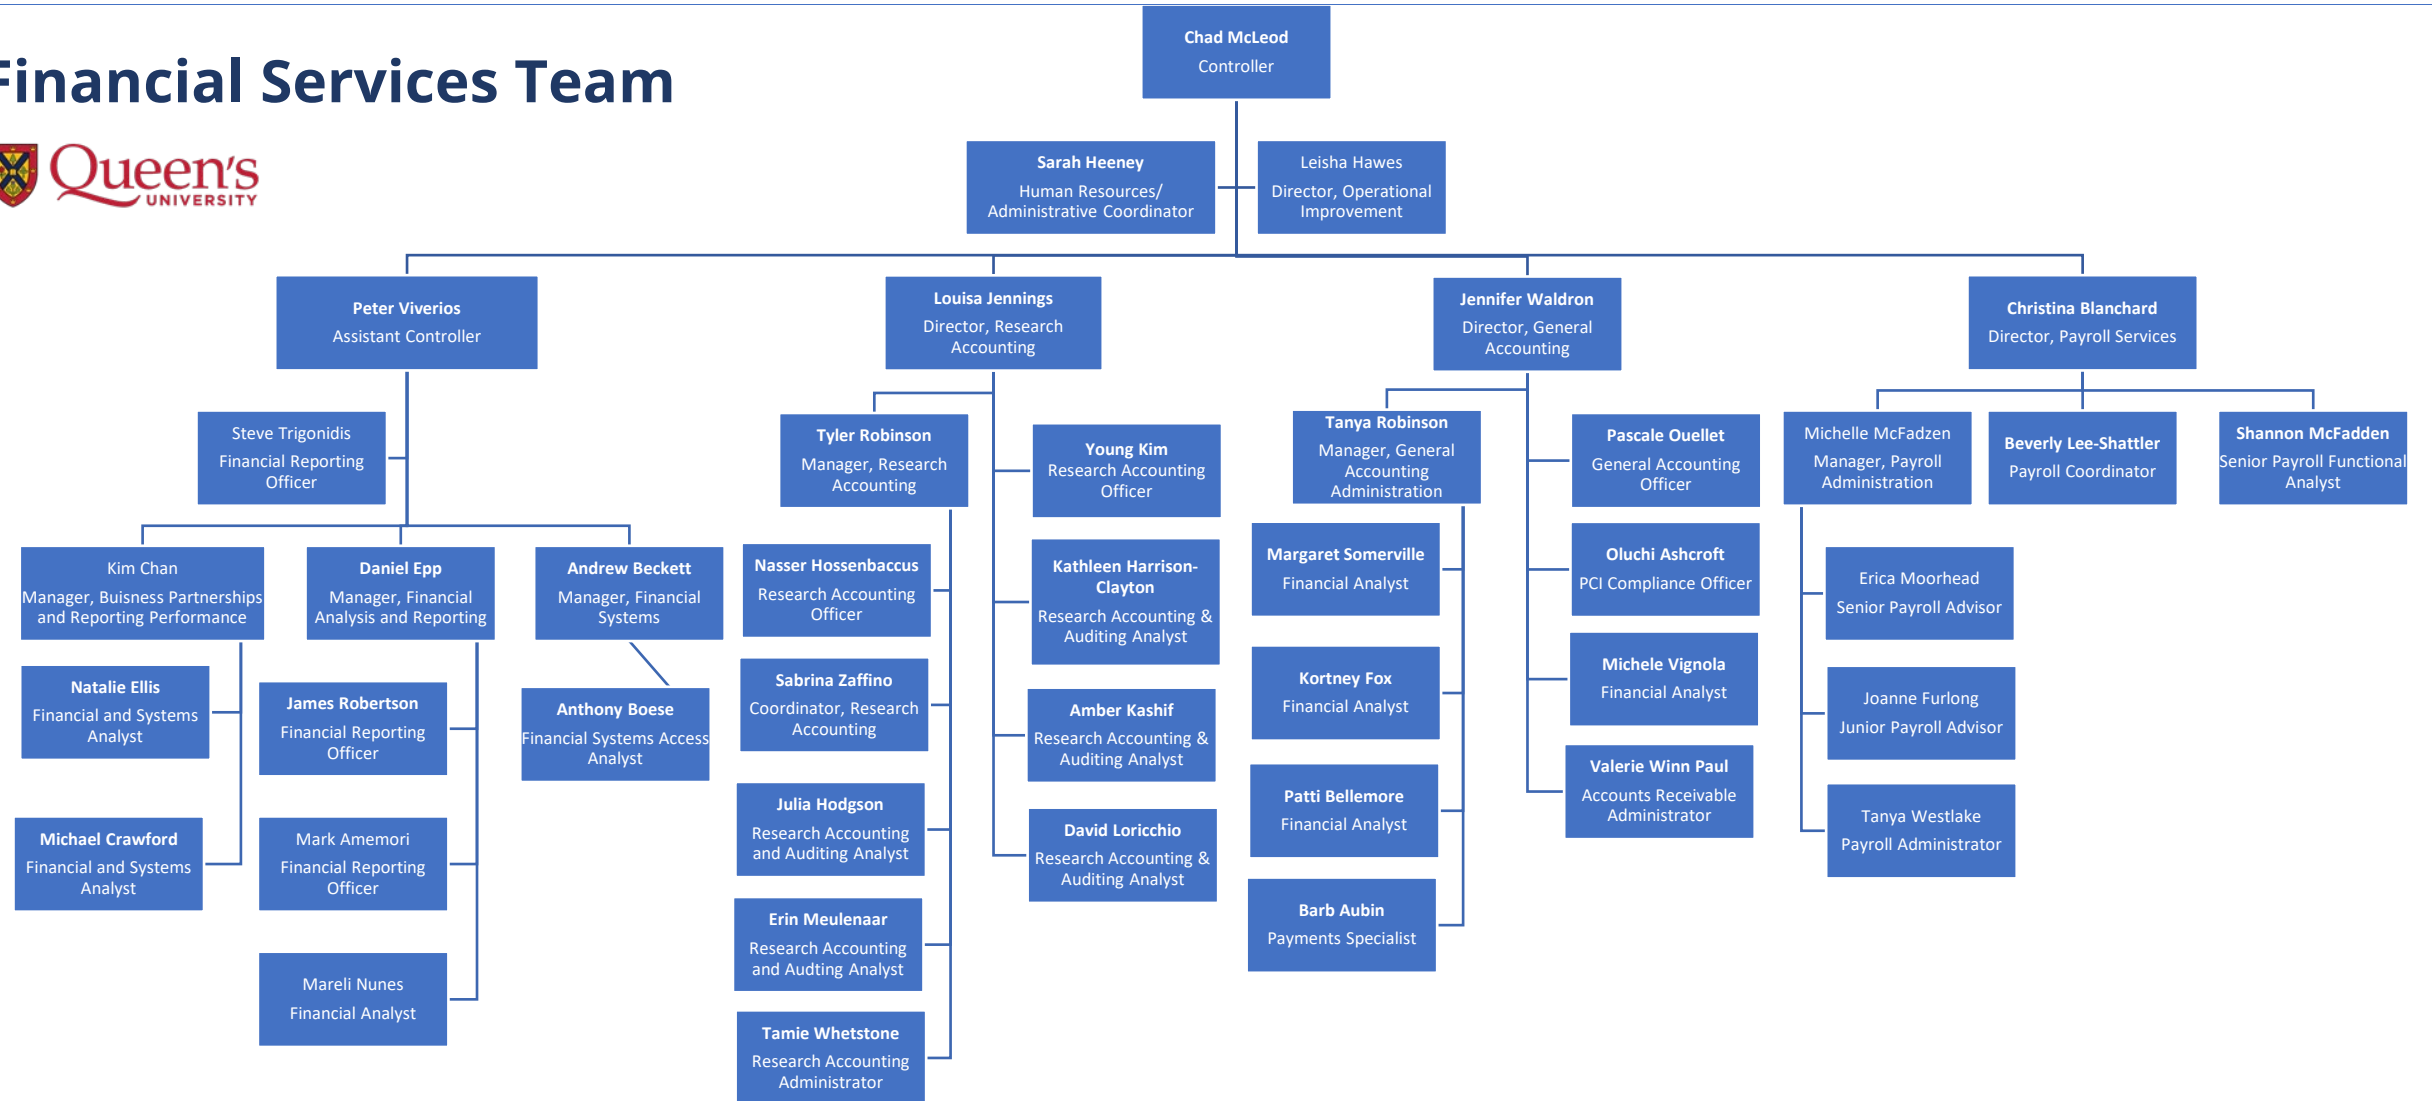 Financial Services Team
Queen's
UNIVERSITY
Chad McLeod
Controller
Sarah Heeney
Human Resources/
Administrative Coordinator
Leisha Hawes
Director, Operational
Improvement
Peter Viverios
Assistant Controller
Louisa Jennings
Director, Research
Accounting
Jennifer Waldron
Director, General
Accounting
Christina Blanchard
Director, Payroll Services
Steve Trigonidis
Financial Reporting
Officer
Kim Chan
Manager, Buisness Partnerships
and Reporting Performance
Natalie Ellis
Financial and Systems
Analyst
Michael Crawford
Financial and Systems
Analyst
Daniel Epp
Manager, Financial
Analysis and Reporting
James Robertson
Financial Reporting
Officer
Mark Amemori
Financial Reporting
Officer
Mareli Nunes
Financial Analyst
Andrew Beckett
Manager, Financial
Systems
Anthony Boese
Financial Systems Access
Analyst
Tyler Robinson
Manager, Research
Accounting
Nasser Hossenbaccus
Research Accounting
Officer
Sabrina Zaffino
Coordinator, Research
Accounting
Julia Hodgson
Research Accounting
and Auditing Analyst
Erin Meulenaar
Research Accounting
and Audting Analyst
Tamie Whetstone
Research Accounting
Administrator
Young Kim
Research Accounting
Officer
Kathleen Harrison-
Clayton
Research Accounting &
Auditing Analyst
Amber Kashif
Research Accounting &
Auditing Analyst
David Loricchio
Research Accounting &
Auditing Analyst
Tanya Robinson
Manager, General
Accounting
Administration
Margaret Somerville
Financial Analyst
Kortney Fox
Financial Analyst
Patti Bellemore
Financial Analyst
Barb Aubin
Payments Specialist
Pascale Ouellet
General Accounting
Officer
Oluchi Ashcroft
PCI Compliance Officer
Michele Vignola
Financial Analyst
Valerie Winn Paul
Accounts Receivable
Administrator
Michelle McFadzen
Manager, Payroll
Administration
Erica Moorhead
Senior Payroll Advisor
Joanne Furlong
Junior Payroll Advisor
Tanya Westlake
Payroll Administrator
Beverly Lee-Shattler
Payroll Coordinator
Shannon McFadden
Senior Payroll Functional
Analyst